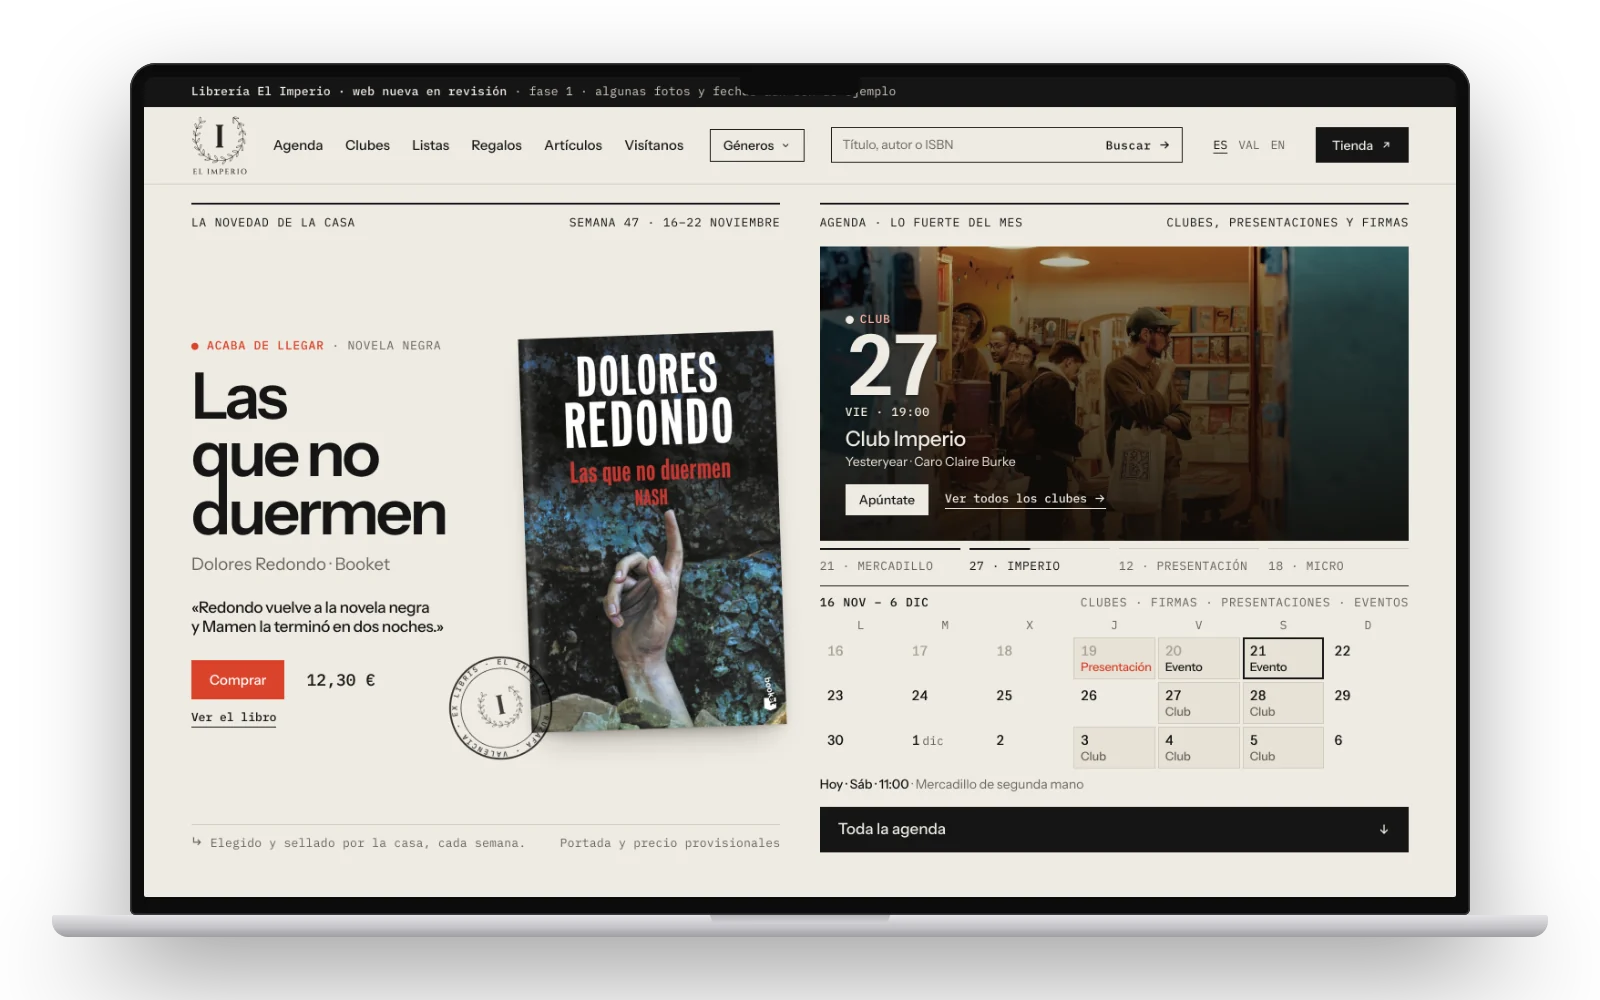 Librería El Imperio · web nueva en revisión · fase 1 · algunas fotos y fech
emplo
I
EL IMPERIO
Agenda
Clubes
Listas
Regalos
Artículos
Visítanos
Géneros
Título, autor o ISBN
Buscar →
ES VAL EN
Tienda ↗
LA NOVEDAD DE LA CASA
SEMANA 47 · 16–22 NOVIEMBRE
● ACABA DE LLEGAR · NOVELA NEGRA
Las
que no
duermen
Dolores Redondo · Booket
«Redondo vuelve a la novela negra
y Mamen la terminó en dos noches.»
Comprar
12,30 €
Ver el libro
DOLORES
REDONDO
Las que no duermen
NASH
booket
EX LIBRIS · EL IM
VALENCIA
I
↳ Elegido y sellado por la casa, cada semana.
Portada y precio provisionales
AGENDA · LO FUERTE DEL MES
CLUBES, PRESENTACIONES Y FIRMAS
● CLUB
27
VIE · 19:00
Club Imperio
Yesteryear · Caro Claire Burke
Apúntate
Ver todos los clubes →
21 · MERCADILLO
27 · IMPERIO
12 · PRESENTACIÓN
18 · MICRO
16 NOV – 6 DIC
CLUBES · FIRMAS · PRESENTACIONES · EVENTOS
L M X J V S D
16 17 18 19 20 21 22
Presentación Evento Evento
23 24 25 26 27 28 29
Club Club
30 1 dic 2 3 4 5 6
Club Club Club
Hoy · Sáb · 11:00 · Mercadillo de segunda mano
Toda la agenda ↓